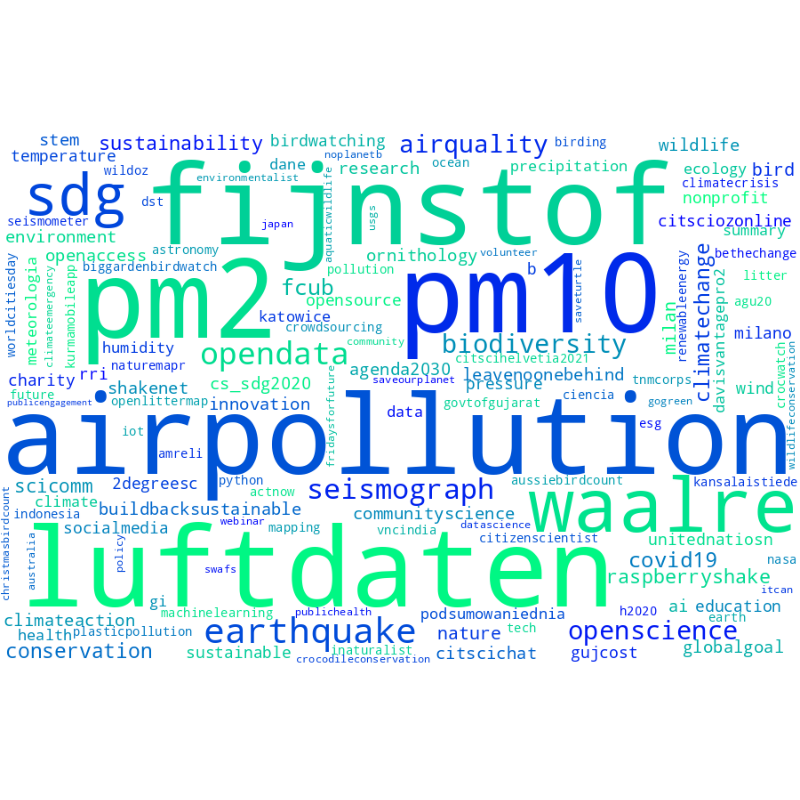 stem
sustainability
birdwatching
airquality
birding
wildlife
temperature
wildoz
dane
noplanetb
research
ocean
precipitation
ecology
bird
environmentalist
climatecrisis
sdg
fijnstof
nonprofit
dst
aquaticwildlife
usgs
seismometer
japan
citsciozonline
summary
environment
openaccess
astronomy
ornithology
volunteer
bethechange
worldcitiesday
meteorologia
climateemergency
kurmamobileapp
biggardenbirdwatch
pm2
fcub
pollution
opensource
pm10
b
saveturtle
milan
renewableenergy
climatechange
davisvantagepro2
litter
agu20
katowice
crowdsourcing
community
milano
humidity
opendata
biodiversity
naturemapr
citscihelvetia2021
agenda2030
leavenoonebehind
charity
rri
shakenet
cs_sdg2020
saveourplanet
pressure
tnmcorps
wind
crocwatch
wildlifeconservation
future
openlittermap
ciencia
publicengagement
innovation
fridaysforfuture
data
govtofgujarat
gogreen
esg
airpollution
iot
amreli
scicomm
2degreesc
python
actnow
seismograph
aussiebirdcount
kansalaistiede
waalre
climate
christmasbirdcount
indonesia
buildbacksustainable
communityscience
socialmedia
webinar
mapping
vncindia
datascience
citizenscientist
unitednatiosn
australia
policy
luftdaten
swafs
covid19
nasa
raspberryshake
itcan
gi
machinelearning
publichealth
podsumowaniednia
h2020
ai
education
climateaction
earth
health
plasticpollution
earthquake
nature
tech
openscience
conservation
sustainable
inaturalist
citscichat
gujcost
globalgoal
crocodileconservation